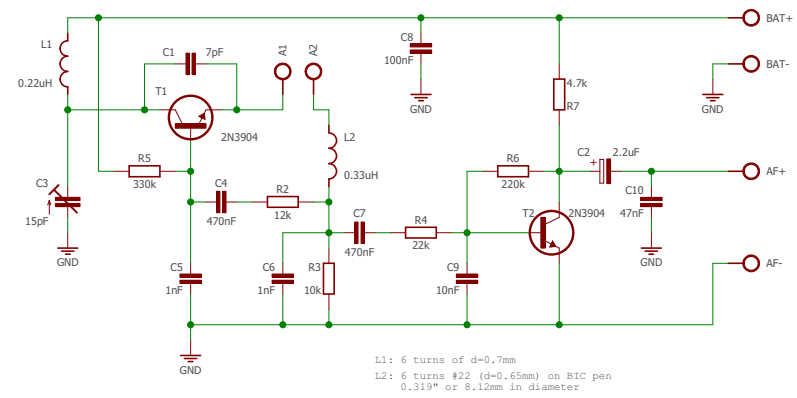 BAT+
L1
C1
7pF
A1
A2
C8
100nF
BAT-
0.22uH
T1
4.7k
R7
GND
GND
2N3904
L2
R5
330k
C4
470nF
R2
12k
0.33uH
R6
220k
C2
+
2.2uF
AF+
C3
15pF
C7
470nF
R4
22k
T2
2N3904
C10
47nF
GND
GND
C5
1nF
C6
1nF
R3
10k
C9
10nF
AF-
GND
L1: 6 turns of d=0.7mm
L2: 6 turns #22 (d=0.65mm) on BIC pen
0.319" or 8.12mm in diameter